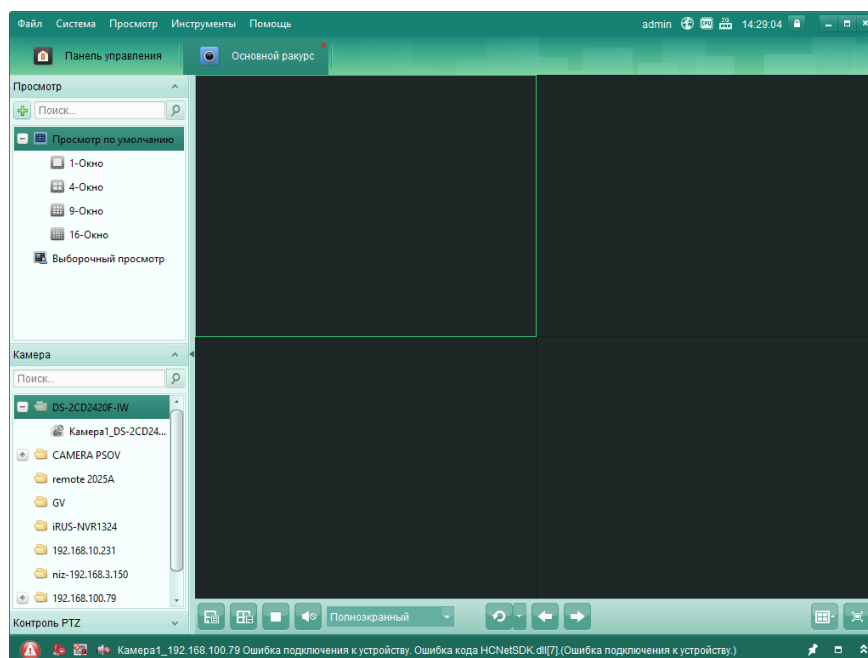 Файл Система Просмотр Инструменты Помощь admin 14:29:04
Панель управления Основной ракурс
Просмотр
Поиск...
Просмотр по умолчанию
1-Окно
4-Окно
9-Окно
16-Окно
Выборочный просмотр
Камера
Поиск...
DS-2CD2420F-IW
Камера1_DS-2CD24...
CAMERA PSOV
remote 2025A
GV
iRUS-NVR1324
192.168.10.231
niz-192.168.3.150
192.168.100.79
Полноэкранный
Контроль PTZ
Камера1_192.168.100.79 Ошибка подключения к устройству. Ошибка кода HCNetSDK.dll[7].(Ошибка подключения к устройству.)